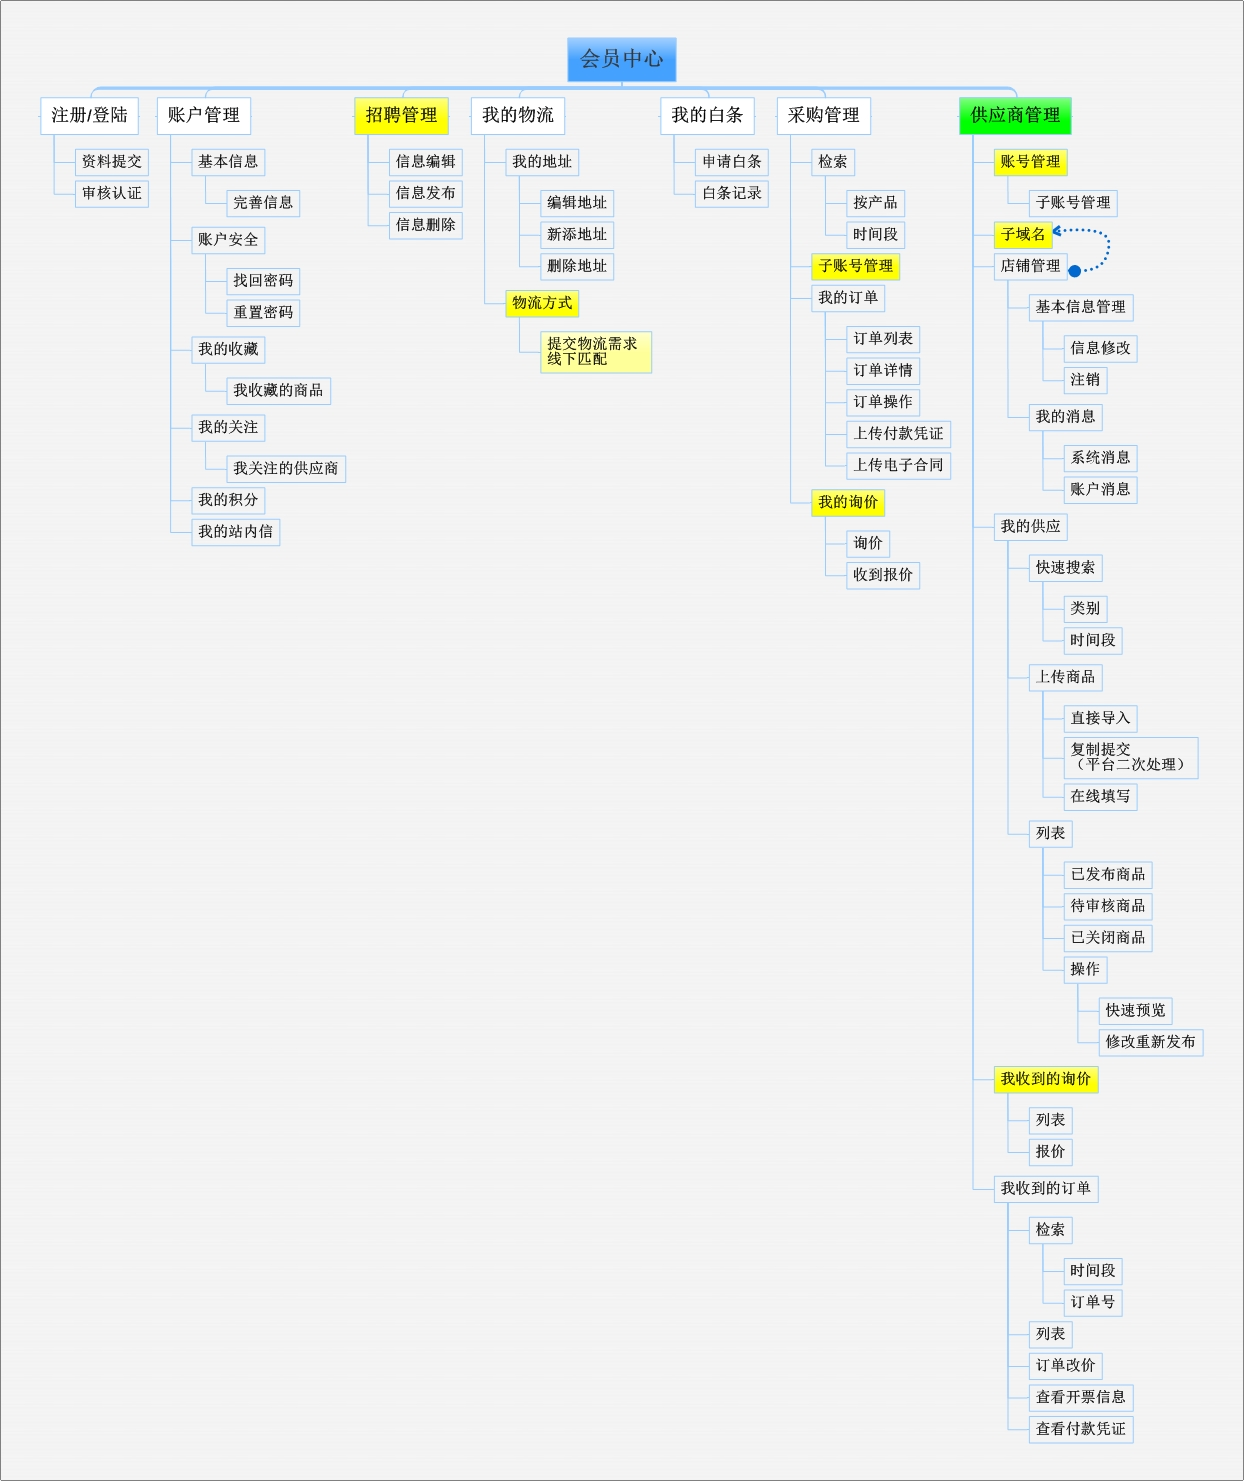 会员中心
注册/登陆
资料提交
审核认证
账户管理
基本信息
完善信息
账户安全
找回密码
重置密码
我的收藏
我收藏的商品
我的关注
我关注的供应商
我的积分
我的站内信
招聘管理
信息编辑
信息发布
信息删除
我的物流
我的地址
编辑地址
新添地址
删除地址
物流方式
提交物流需求
线下匹配
我的白条
申请白条
白条记录
采购管理
检索
按产品
时间段
子账号管理
我的订单
订单列表
订单详情
订单操作
上传付款凭证
上传电子合同
我的询价
询价
收到报价
供应商管理
账号管理
子账号管理
子域名
店铺管理
基本信息管理
信息修改
注销
我的消息
系统消息
账户消息
我的供应
快速搜索
类别
时间段
上传商品
直接导入
复制提交
（平台二次处理）
在线填写
列表
已发布商品
待审核商品
已关闭商品
操作
快速预览
修改重新发布
我收到的询价
列表
报价
我收到的订单
检索
时间段
订单号
列表
订单改价
查看开票信息
查看付款凭证